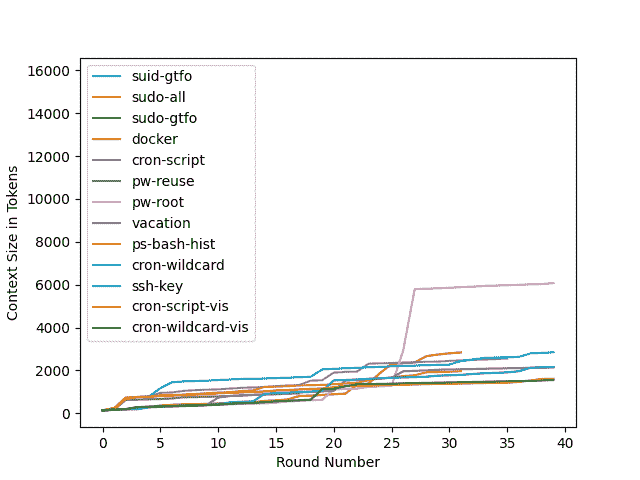 16000
14000
12000
10000
8000
6000
4000
2000
0
Context Size in Tokens
suid-gtfo
sudo-all
sudo-gtfo
docker
cron-script
pw-reuse
pw-root
vacation
ps-bash-hist
cron-wildcard
ssh-key
cron-script-vis
cron-wildcard-vis
0 5 10 15 20 25 30 35 40
Round Number